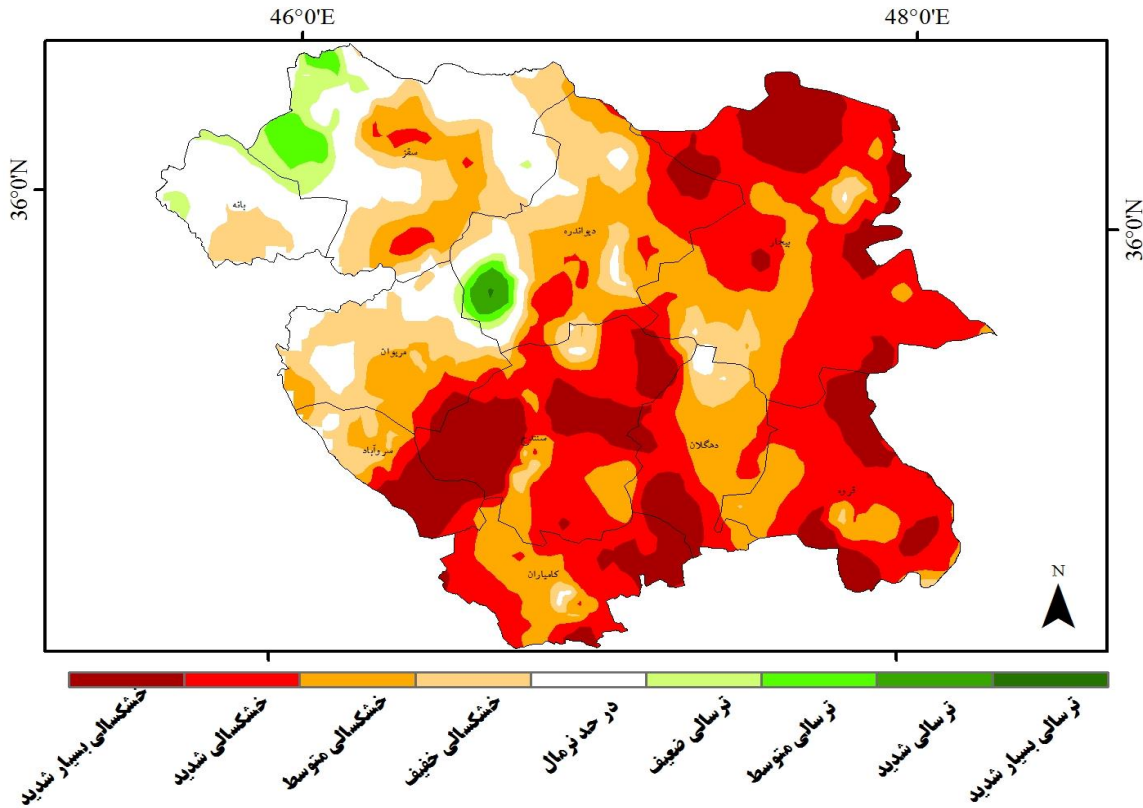 46°0'E
48°0'E
36°0'N
36°0'N
سقز
بانه
دیواندره
بیجار
مریوان
سنندج
دهگلان
سروآباد
قروه
کامیاران
N
خشکسالی بسیار شدید
خشکسالی شدید
خشکسالی متوسط
خشکسالی خفیف
در حد نرمال
ترسالی ضعیف
ترسالی متوسط
ترسالی شدید
ترسالی بسیار شدید